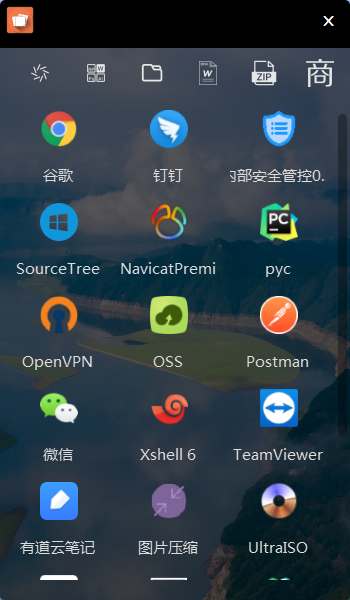 W
ZIP
商
谷歌
钉钉
内部安全管控0.
SourceTree
NavicatPremi
PC
pyc
OpenVPN
OSS
Postman
微信
Xshell 6
TeamViewer
有道云笔记
图片压缩
UltraISO